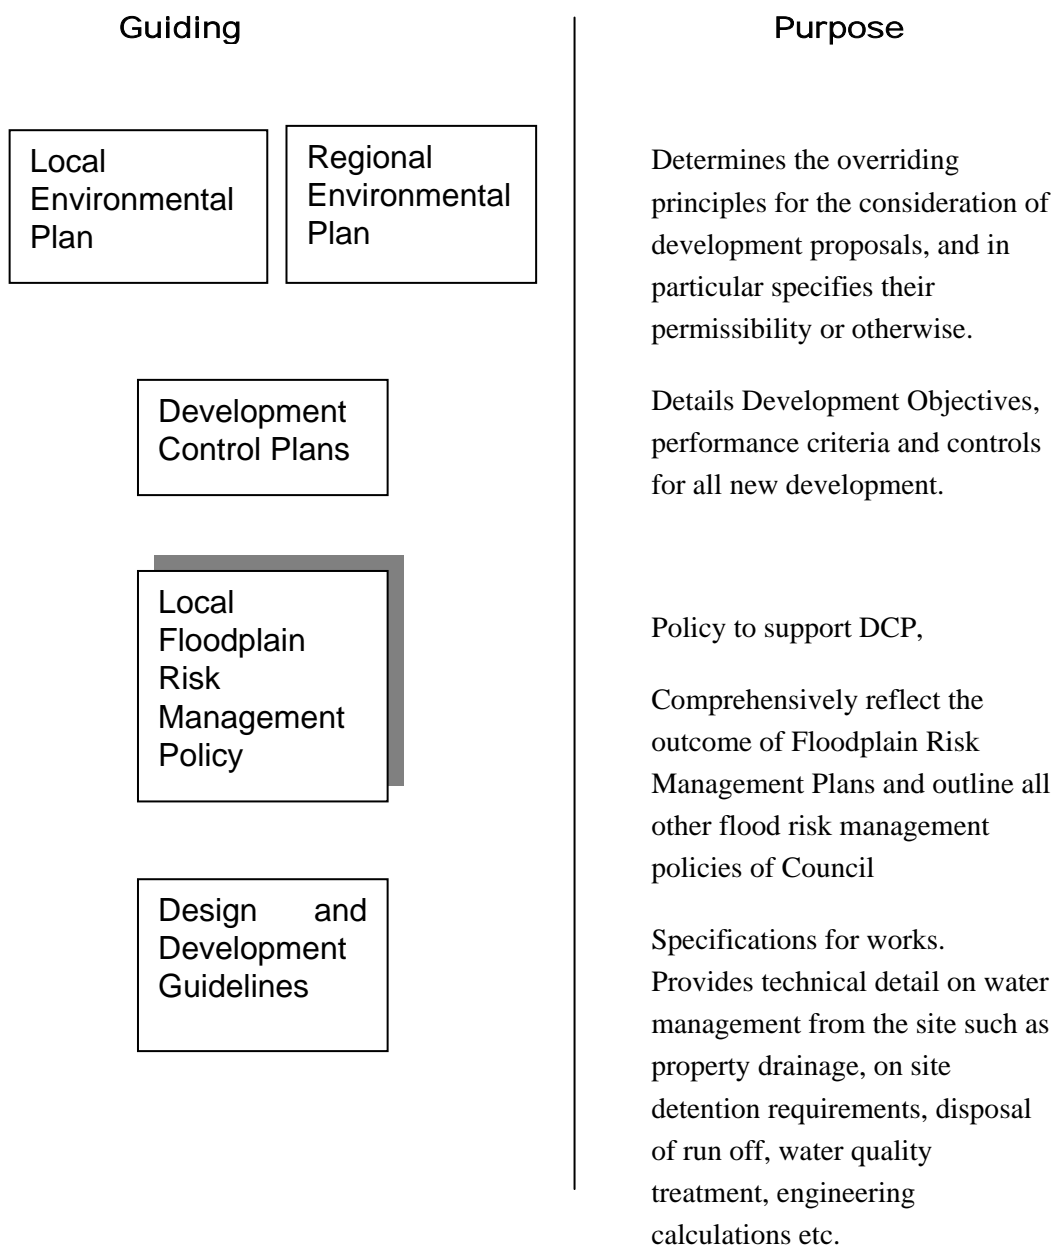 Guiding
Purpose
Local
Environmental
Plan
Regional
Environmental
Plan
Determines the overriding
principles for the consideration of
development proposals, and in
particular specifies their
permissibility or otherwise.
Development
Control Plans
Details Development Objectives,
performance criteria and controls
for all new development.
Local
Floodplain
Risk
Management
Policy
Policy to support DCP,
Comprehensively reflect the
outcome of Floodplain Risk
Management Plans and outline all
other flood risk management
policies of Council
Design and
Development
Guidelines
Specifications for works.
Provides technical detail on water
management from the site such as
property drainage, on site
detention requirements, disposal
of run off, water quality
treatment, engineering
calculations etc.